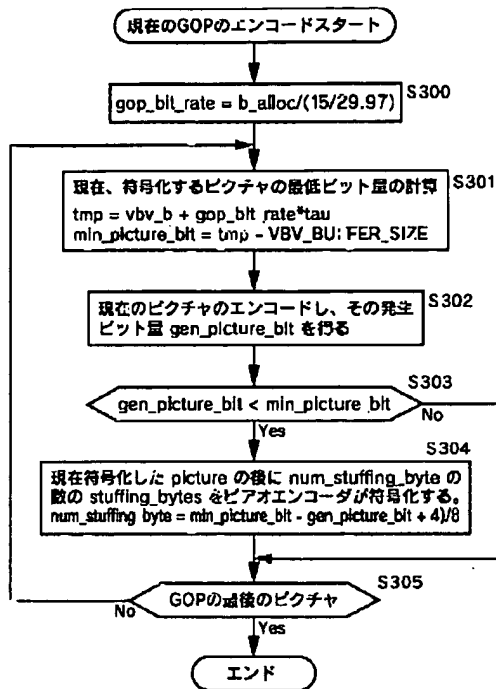 現在のGOPのエンコードスタート
S300
gop_bit_rate = b_alloc/(15/29.97)
S301
現在、符号化するピクチャの最低ビット量の計算
tmp = vbv_b + gop_bit_rate*tau
min_picture_bit = tmp - VBV_BUFFER_SIZE
S302
現在のピクチャのエンコードし、その発生
ビット量 gen_picture_bit を得る
S303
gen_picture_bit < min_picture_bit
No
Yes
S304
現在符号化した picture の後に num_stuffing_byte の
数の stuffing_bytes をビデオエンコーダが符号化する。
num_stuffing_byte = min_picture_bit - gen_picture_bit + 4)/8
S305
GOPの最後のピクチャ
No
Yes
エンド